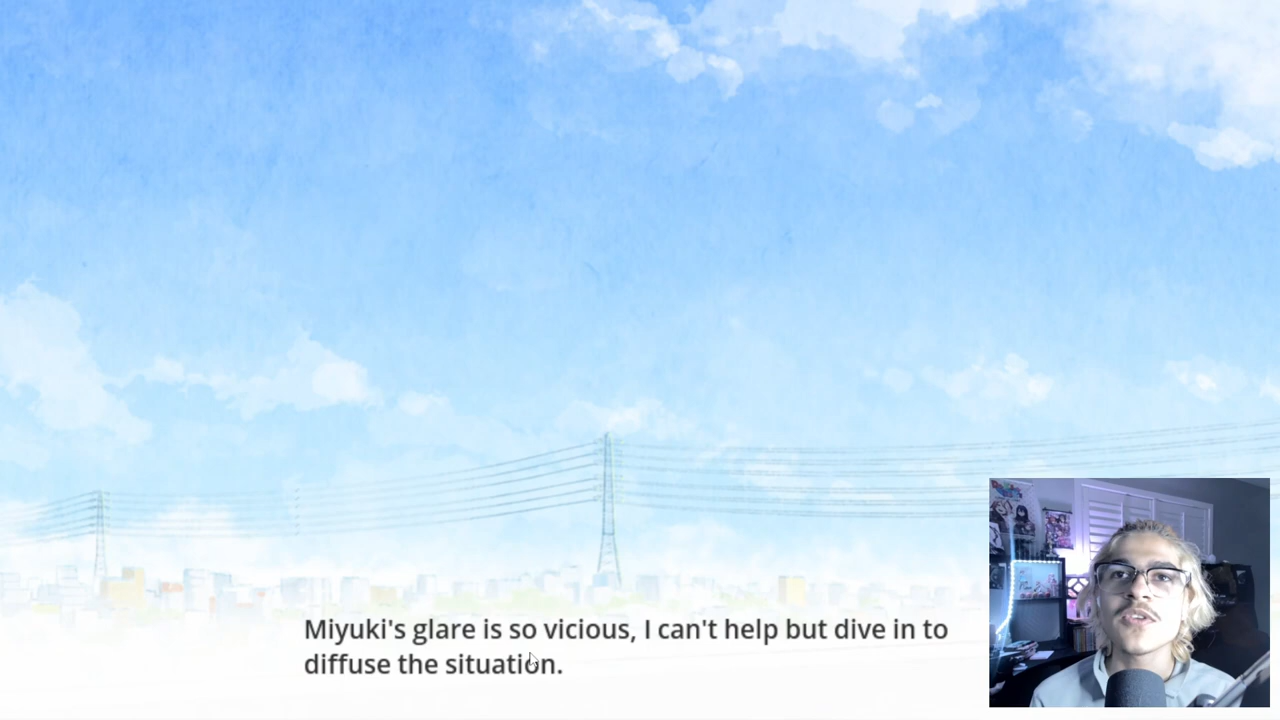 Miyuki's glare is so vicious, I can't help but dive in to
diffuse the situation.